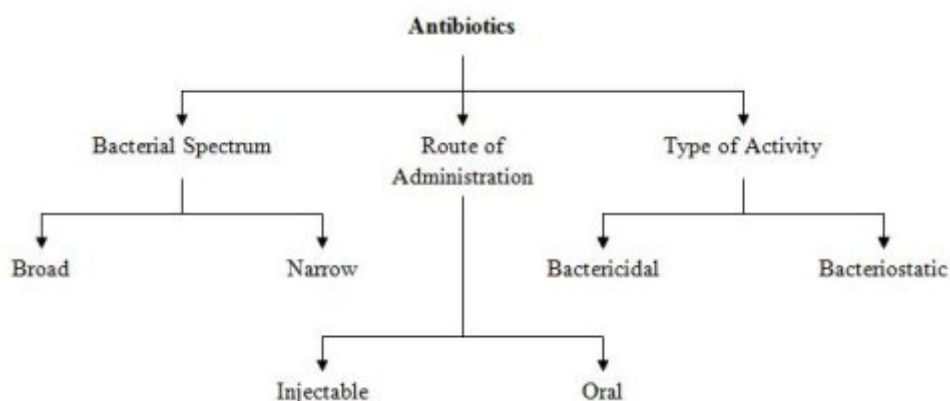 Antibiotics
Bacterial Spectrum
Route of
Administration
Type of Activity
Broad
Narrow
Bactericidal
Bacteriostatic
Injectable
Oral